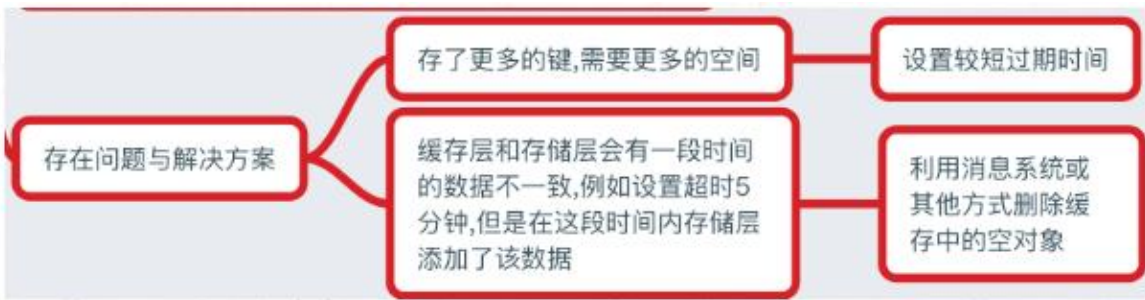 存了更多的键,需要更多的空间
设置较短过期时间
存在问题与解决方案
缓存层和存储层会有一段时间
的数据不一致,例如设置超时5
分钟,但是在这段时间内存储层
添加了该数据
利用消息系统或
其他方式删除缓
存中的空对象